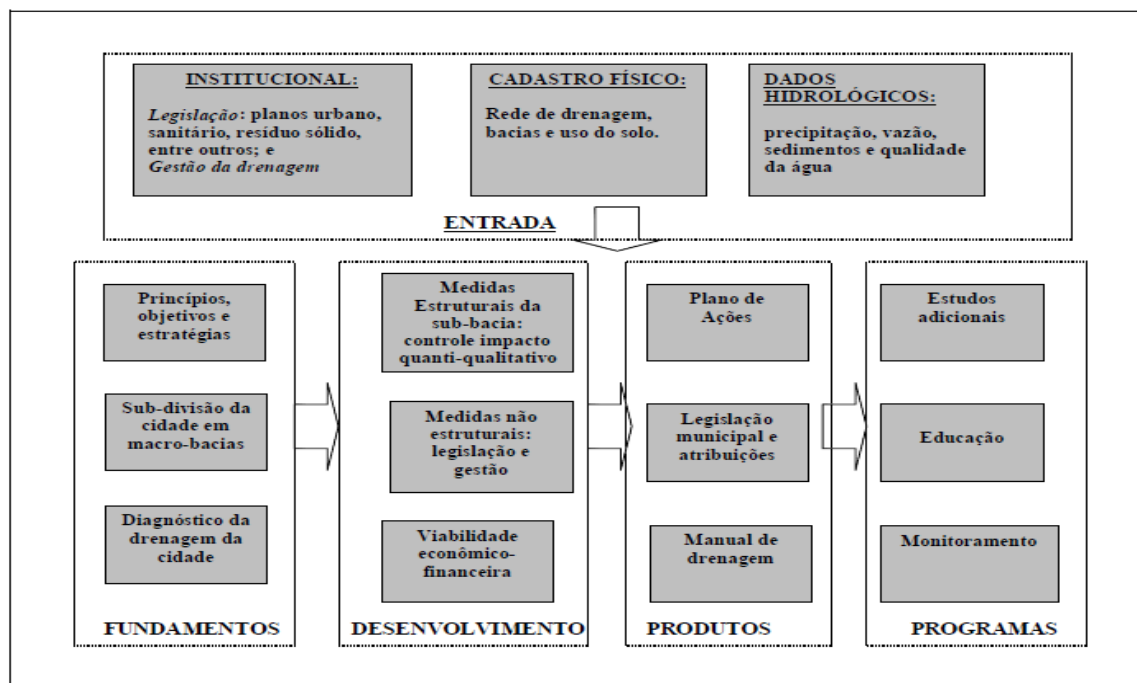 INSTITUCIONAL:
Legislação: planos urbano,
sanitário, resíduo sólido,
entre outros; e
Gestão da drenagem
CADASTRO FÍSICO:
Rede de drenagem,
bacias e uso do solo.
DADOS
HIDROLÓGICOS:
precipitação, vazão,
sedimentos e qualidade
da água
ENTRADA
Princípios,
objetivos e
estratégias
Sub-divisão da
cidade em
macro-bacias
Diagnóstico da
drenagem da
cidade
FUNDAMENTOS
Medidas
Estruturais da
sub-bacia:
controle impacto
quanti-qualitativo
Medidas não
estruturais:
legislação e
gestão
Viabilidade
econômico-
financeira
DESENVOLVIMENTO
Plano de
Ações
Legislação
municipal e
atribuições
Manual de
drenagem
PRODUTOS
Estudos
adicionais
Educação
Monitoramento
PROGRAMAS